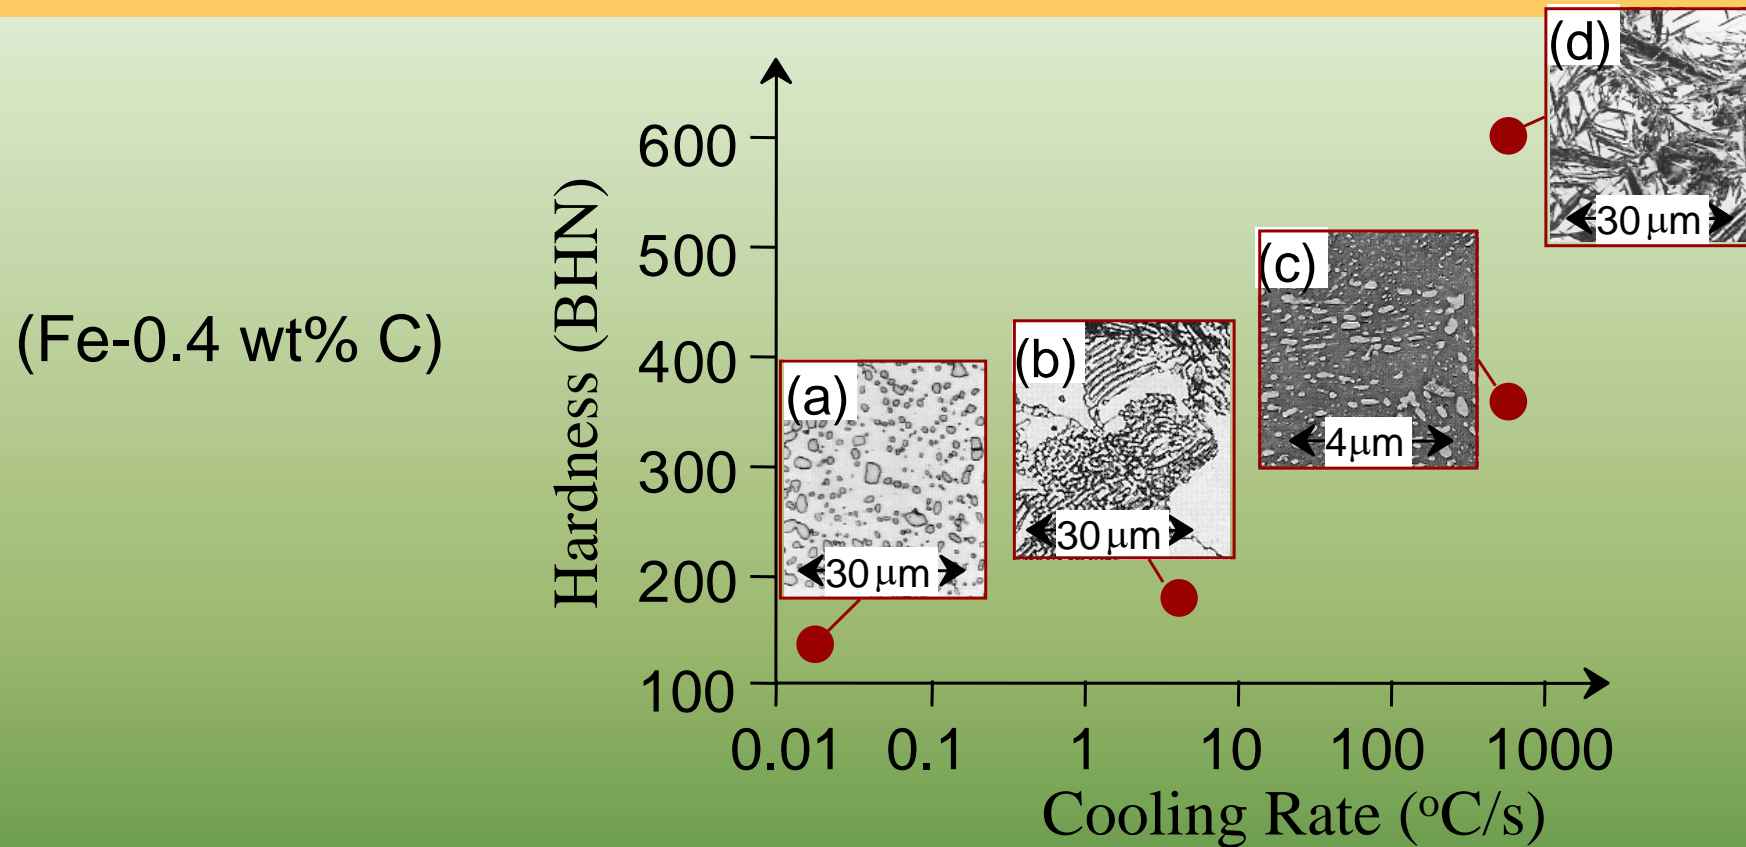 (d)
600
30 μm
500
(c)
Hardness (BHN)
(Fe-0.4 wt% C)
400
(b)
(a)
4μm
300
30 μm
30 μm
200
100
0.01 0.1 1 10 100 1000
Cooling Rate (ᵒC/s)